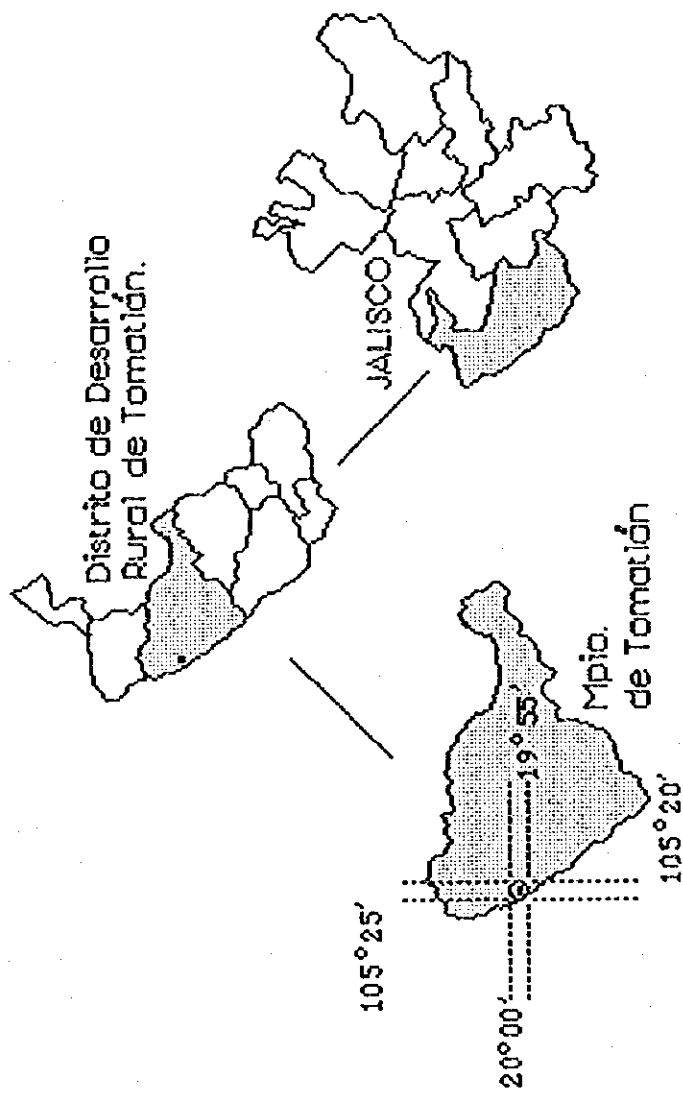 Distrito de Desarrollo
Rural de Tomatlán.
JALISCO
Mpio.
de Tomatlán
105°25'
20°00'
19°55'
105°20'